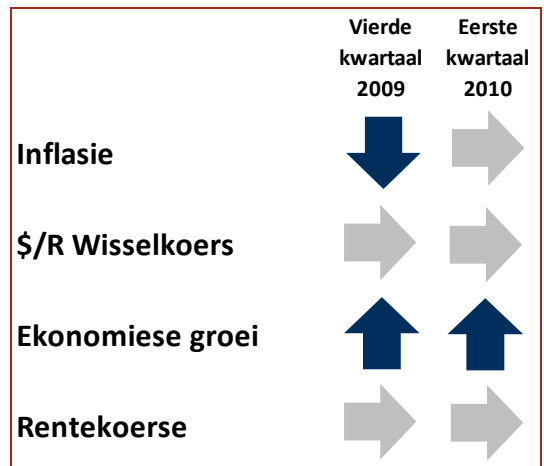 Vierde Eerste
kwartaal kwartaal
2009 2010
Inflasie
$/R Wisselkoers
Ekonomiese groei
Rentekoerse